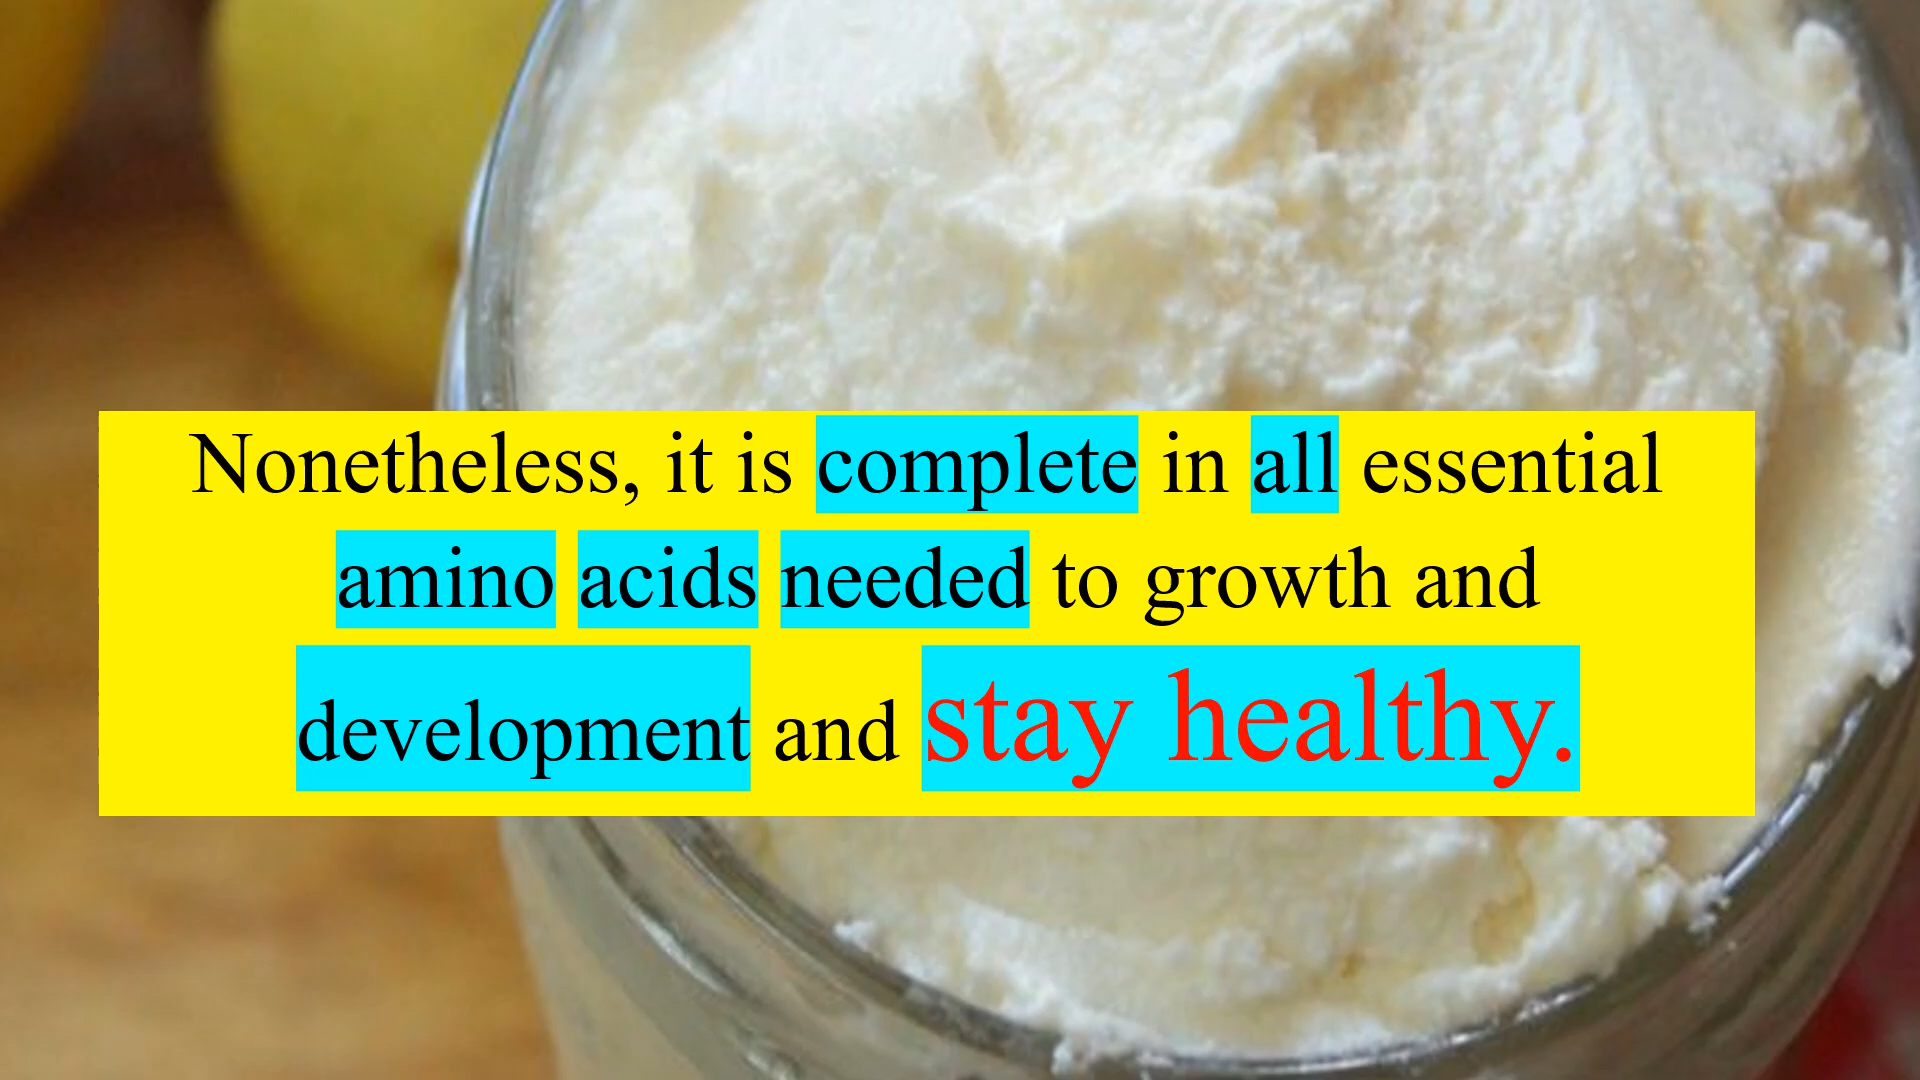 Nonetheless, it is complete in all essential
amino acids needed to growth and
development and stay healthy.